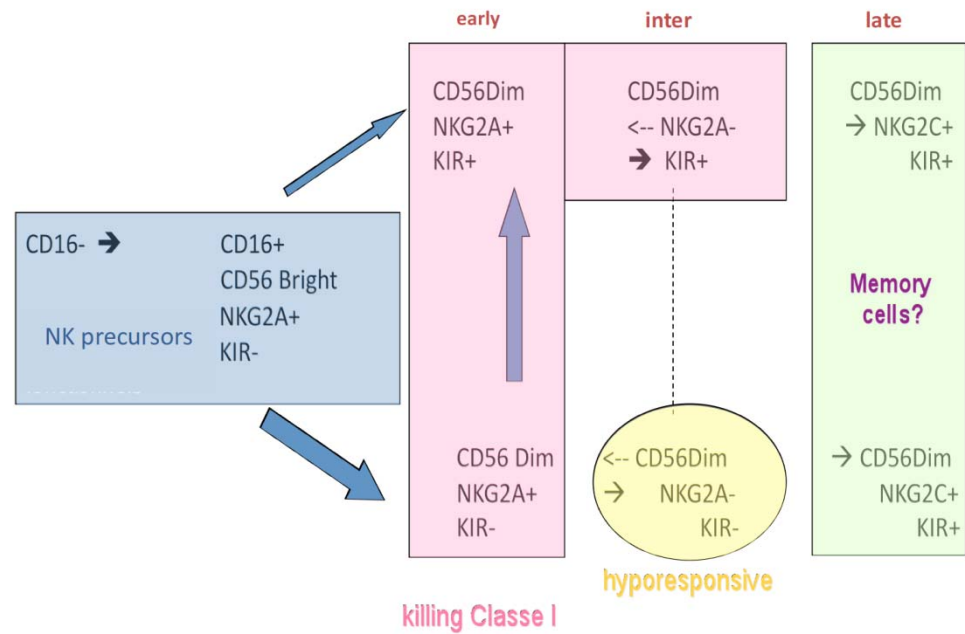 early
inter
late
CD56Dim
NKG2A+
KIR+
CD56Dim
<-- NKG2A-
➔ KIR+
CD56Dim
→ NKG2C+
KIR+
CD16- ➔
CD16+
CD56 Bright
NKG2A+
KIR-
NK precursors
Memory
cells?
CD56 Dim
NKG2A+
KIR-
<-- CD56Dim
→ NKG2A-
KIR-
→ CD56Dim
NKG2C+
KIR+
hyporesponsive
killing Classe I